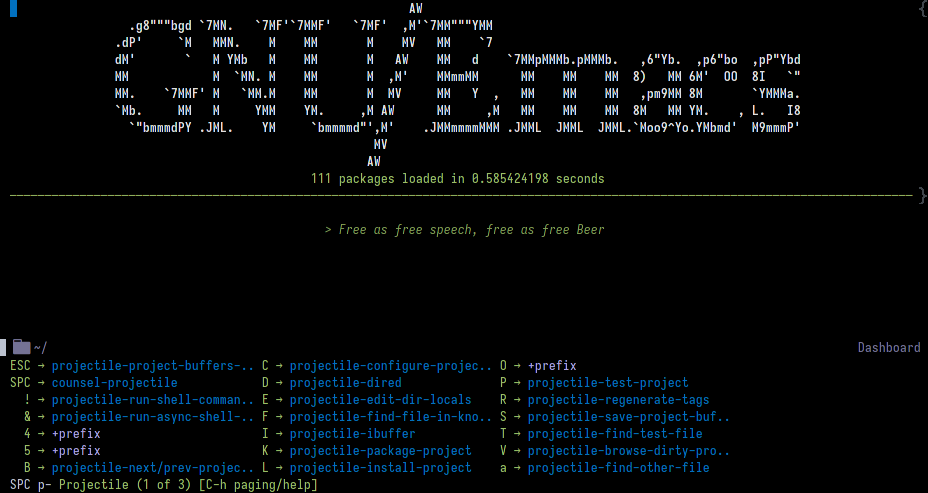 AW
                 .g8"""bgd `7MN.   `7MF'`7MMF'   `7MF' ,M'`7MM"""YMM
               .dP'     `M   MMN.    M    MM       M    MV   MM    `7
               dM'       `   M YMb   M    MM       M   AW    MM   d    `7MMpMMMb.pMMMb.   ,6"Yb.  ,p6"bo  ,pP"Ybd
               MM            M  `MN. M    MM       M  ,M'    MMmmMM      MM    MM    MM  8)   MM 6M'  OO  8I   `"
               MM.    `7MMF' M   `MM.M    MM       M  MV     MM   Y  ,   MM    MM    MM   ,pm9MM 8M       `YMMMa.
               `Mb.     MM   M     YMM    YM.     ,M AW      MM     ,M   MM    MM    MM  8M   MM YM.    , L.   I8
                 `"bmmmdPY .JML.    YM     `bmmmmd"',M'    .JMMmmmmMMM .JMML  JMML  JMML.`Moo9^Yo.YMbmd'  M9mmmP'
                                                    MV
                                                   AW
111 packages loaded in 0.585424198 seconds
> Free as free speech, free as free Beer
~/ Dashboard
ESC → projectile-project-buffers-.. C → projectile-configure-projec.. O → +prefix
SPC → counsel-projectile D → projectile-dired P → projectile-test-project
! → projectile-run-shell-comman.. E → projectile-edit-dir-locals R → projectile-regenerate-tags
& → projectile-run-async-shell-.. F → projectile-find-file-in-kno.. S → projectile-save-project-buf..
4 → +prefix I → projectile-ibuffer T → projectile-find-test-file
5 → +prefix K → projectile-package-project V → projectile-browse-dirty-pro..
B → projectile-next/prev-projec.. L → projectile-install-project a → projectile-find-other-file
SPC p- Projectile (1 of 3) [C-h paging/help]